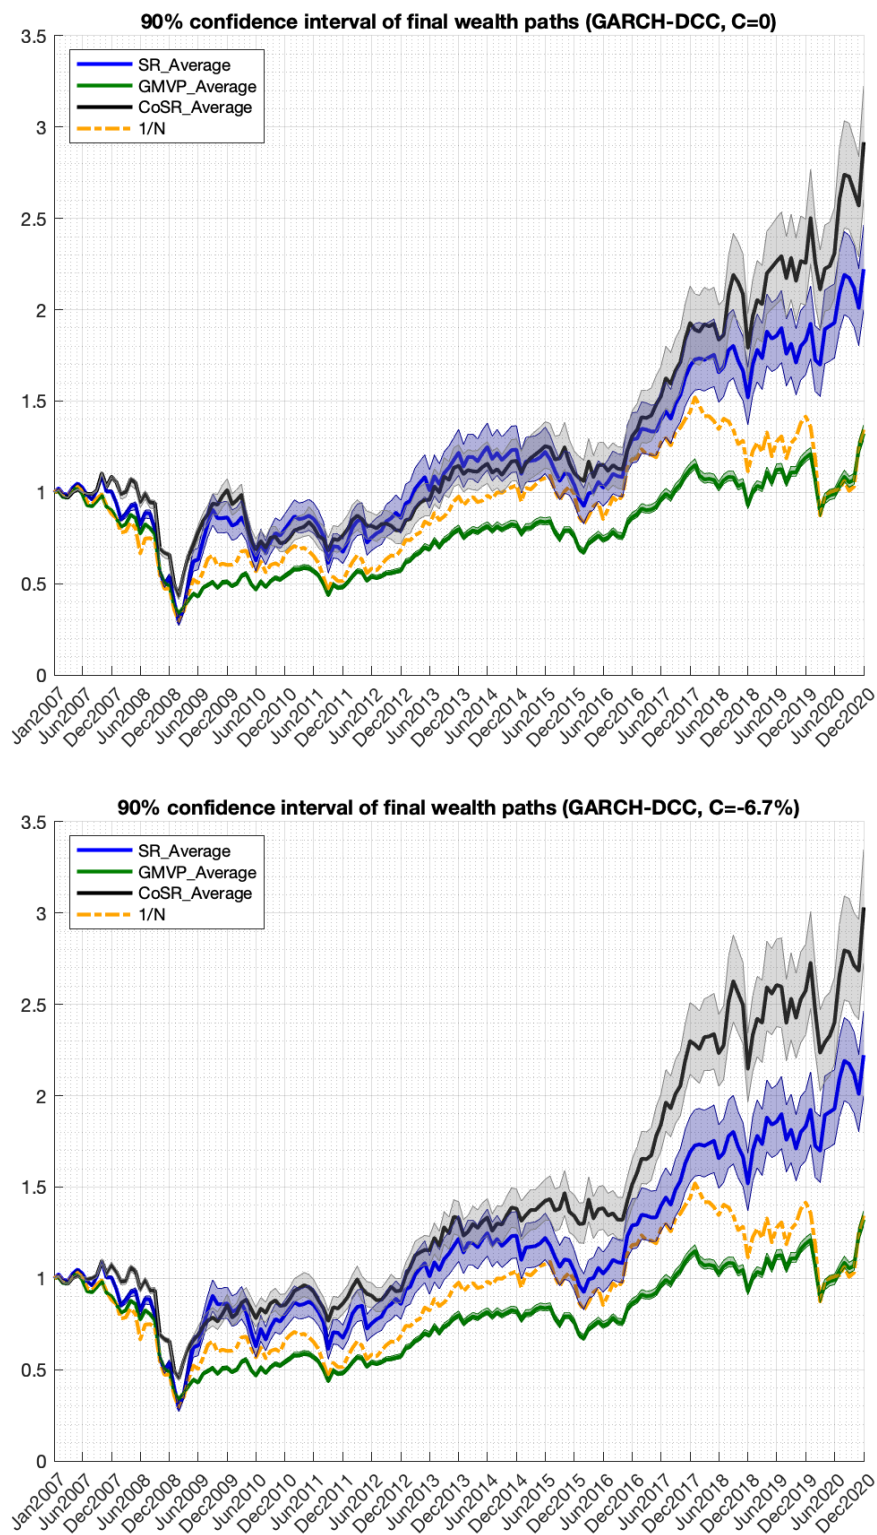 90% confidence interval of final wealth paths (GARCH-DCC, C=0)
3.5
SR_Average
GMVP_Average
CoSR_Average
1/N
3
2.5
2
1.5
1
0.5
0
Jan2007
Jun2007
Dec2007
Jun2008
Dec2008
Jun2009
Dec2009
Jun2010
Dec2010
Jun2011
Dec2011
Jun2012
Dec2012
Jun2013
Dec2013
Jun2014
Dec2014
Jun2015
Dec2015
Jun2016
Dec2016
Jun2017
Dec2017
Jun2018
Dec2018
Jun2019
Dec2019
Jun2020
Dec2020
90% confidence interval of final wealth paths (GARCH-DCC, C=-6.7%)
3.5
SR_Average
GMVP_Average
CoSR_Average
1/N
3
2.5
2
1.5
1
0.5
0
Jan2007
Jun2007
Dec2007
Jun2008
Dec2008
Jun2009
Dec2009
Jun2010
Dec2010
Jun2011
Dec2011
Jun2012
Dec2012
Jun2013
Dec2013
Jun2014
Dec2014
Jun2015
Dec2015
Jun2016
Dec2016
Jun2017
Dec2017
Jun2018
Dec2018
Jun2019
Dec2019
Jun2020
Dec2020